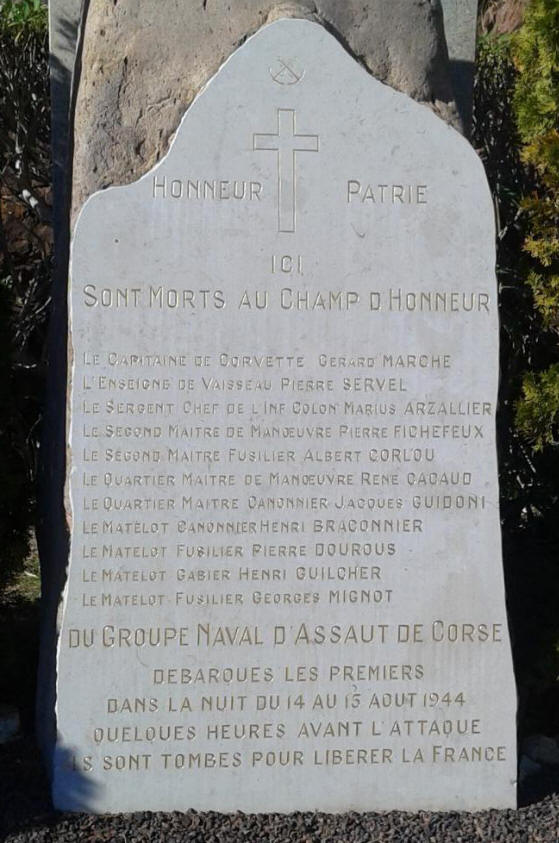 HONNEUR PATRIE
ICI
SONT MORTS AU CHAMP D HONNEUR
LE CAPITAINE DE CORVETTE GERARD MARCHE
L'ENSEIGNE DE VAISSEAU PIERRE SERVEL
LE SERGENT CHEF DE L'INF COLON MARIUS ARZALLIER
LE SECOND MAITRE DE MANŒUVRE PIERRE FICHEFEUX
LE SECOND MAITRE FUSILIER ALBERT CORLOU
LE QUARTIER MAITRE DE MANŒUVRE RENE CACAUD
LE QUARTIER MAITRE CANONNIER JACQUES GUIDONI
LE MATELOT CANONNIER HENRI BRACONNIER
LE MATELOT FUSILIER PIERRE DOUROUS
LE MATELOT GABIER HENRI GUILCHER
LE MATELOT FUSILIER GEORGES MIGNOT
DU GROUPE NAVAL D'ASSAUT DE CORSE
DEBARQUES LES PREMIERS
DANS LA NUIT DU 14 AU 15 AOUT 1944
QUELQUES HEURES AVANT L'ATTAQUE
ILS SONT TOMBES POUR LIBERER LA FRANCE